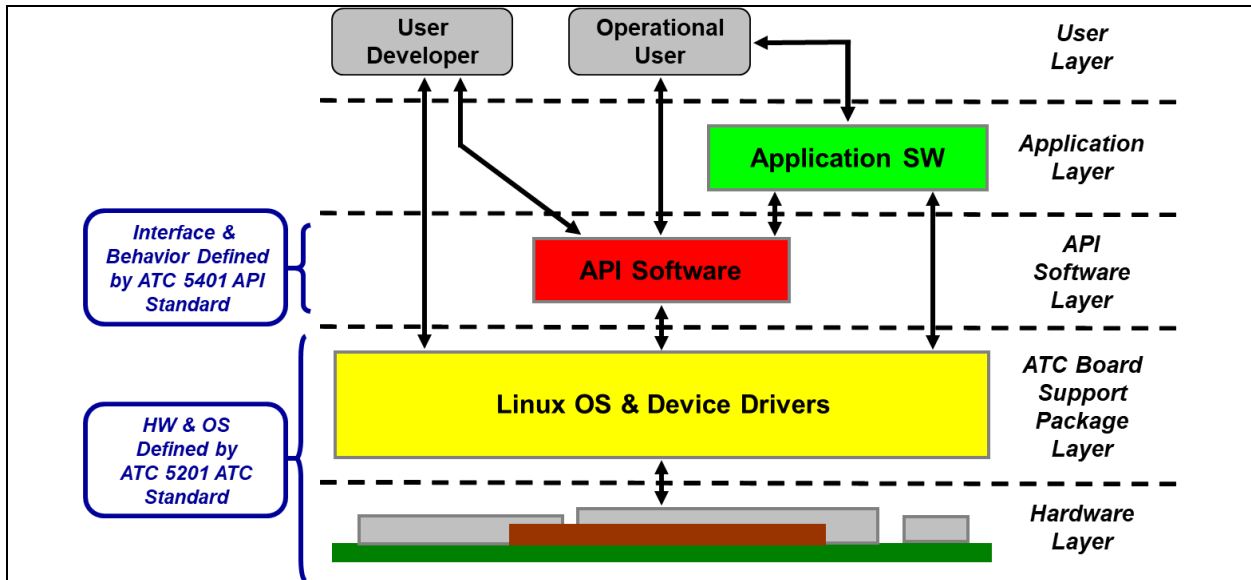 User
Developer
Operational
User
User
Layer
Application SW
Application
Layer
Interface &
Behavior Defined
by ATC 5401 API
Standard
API Software
API
Software
Layer
Linux OS & Device Drivers
ATC Board
Support
Package
Layer
HW & OS
Defined by
ATC 5201 ATC
Standard
Hardware
Layer